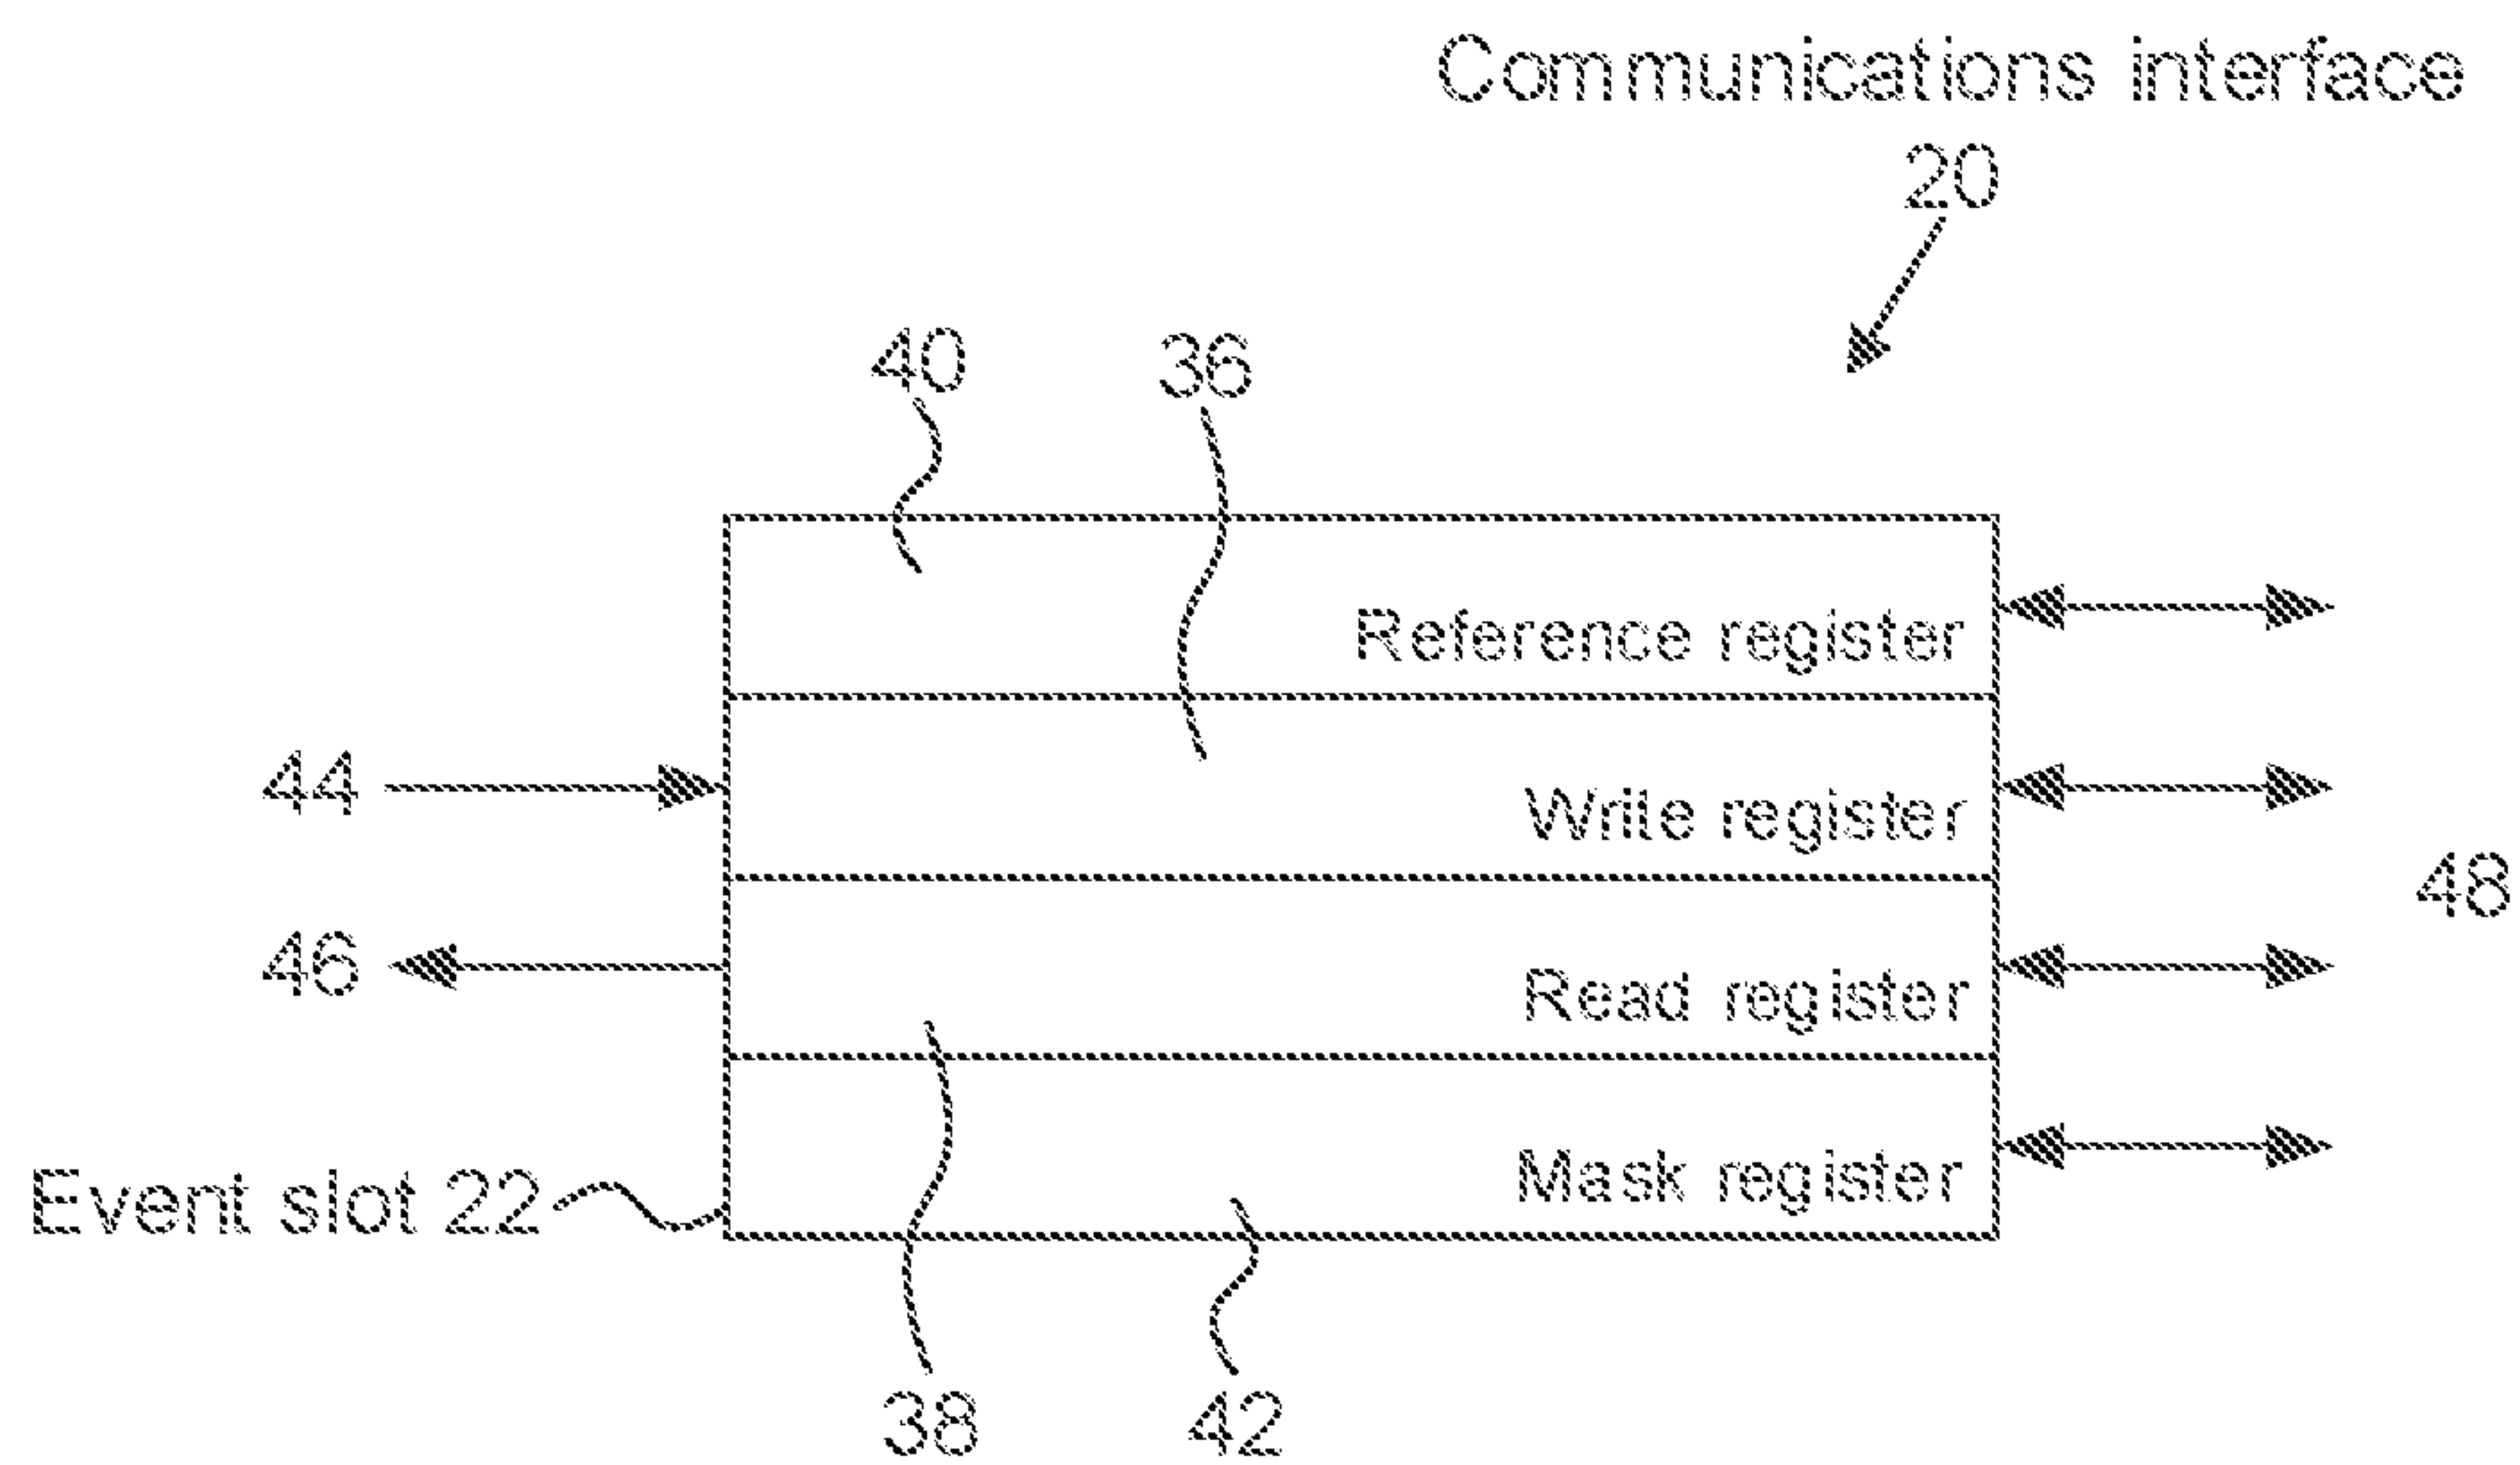 Communications interface
20
40
36
Reference register
44
Write register
48
46
Read register
Event slot 22
Mask register
38
42